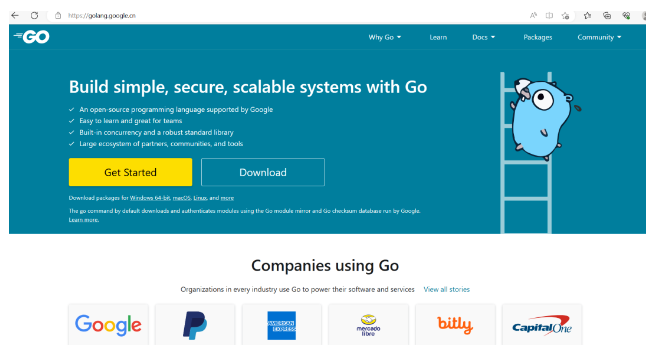 https://golang.google.cn
GO
Why Go
Learn
Docs
Packages
Community
Build simple, secure, scalable systems with Go
An open-source programming language supported by Google
Easy to learn and great for teams
Built-in concurrency and a robust standard library
Large ecosystem of partners, communities, and tools
Get Started
Download
Download packages for Windows 64-bit, macOS, Linux, and more
The go command by default downloads and authenticates modules using the Go module mirror and Go checksum database run by Google.
Learn more.
Companies using Go
Organizations in every industry use Go to power their software and services View all stories
Google
AMERICAN
EXPRESS
mercado
libre
bitly
Capital One